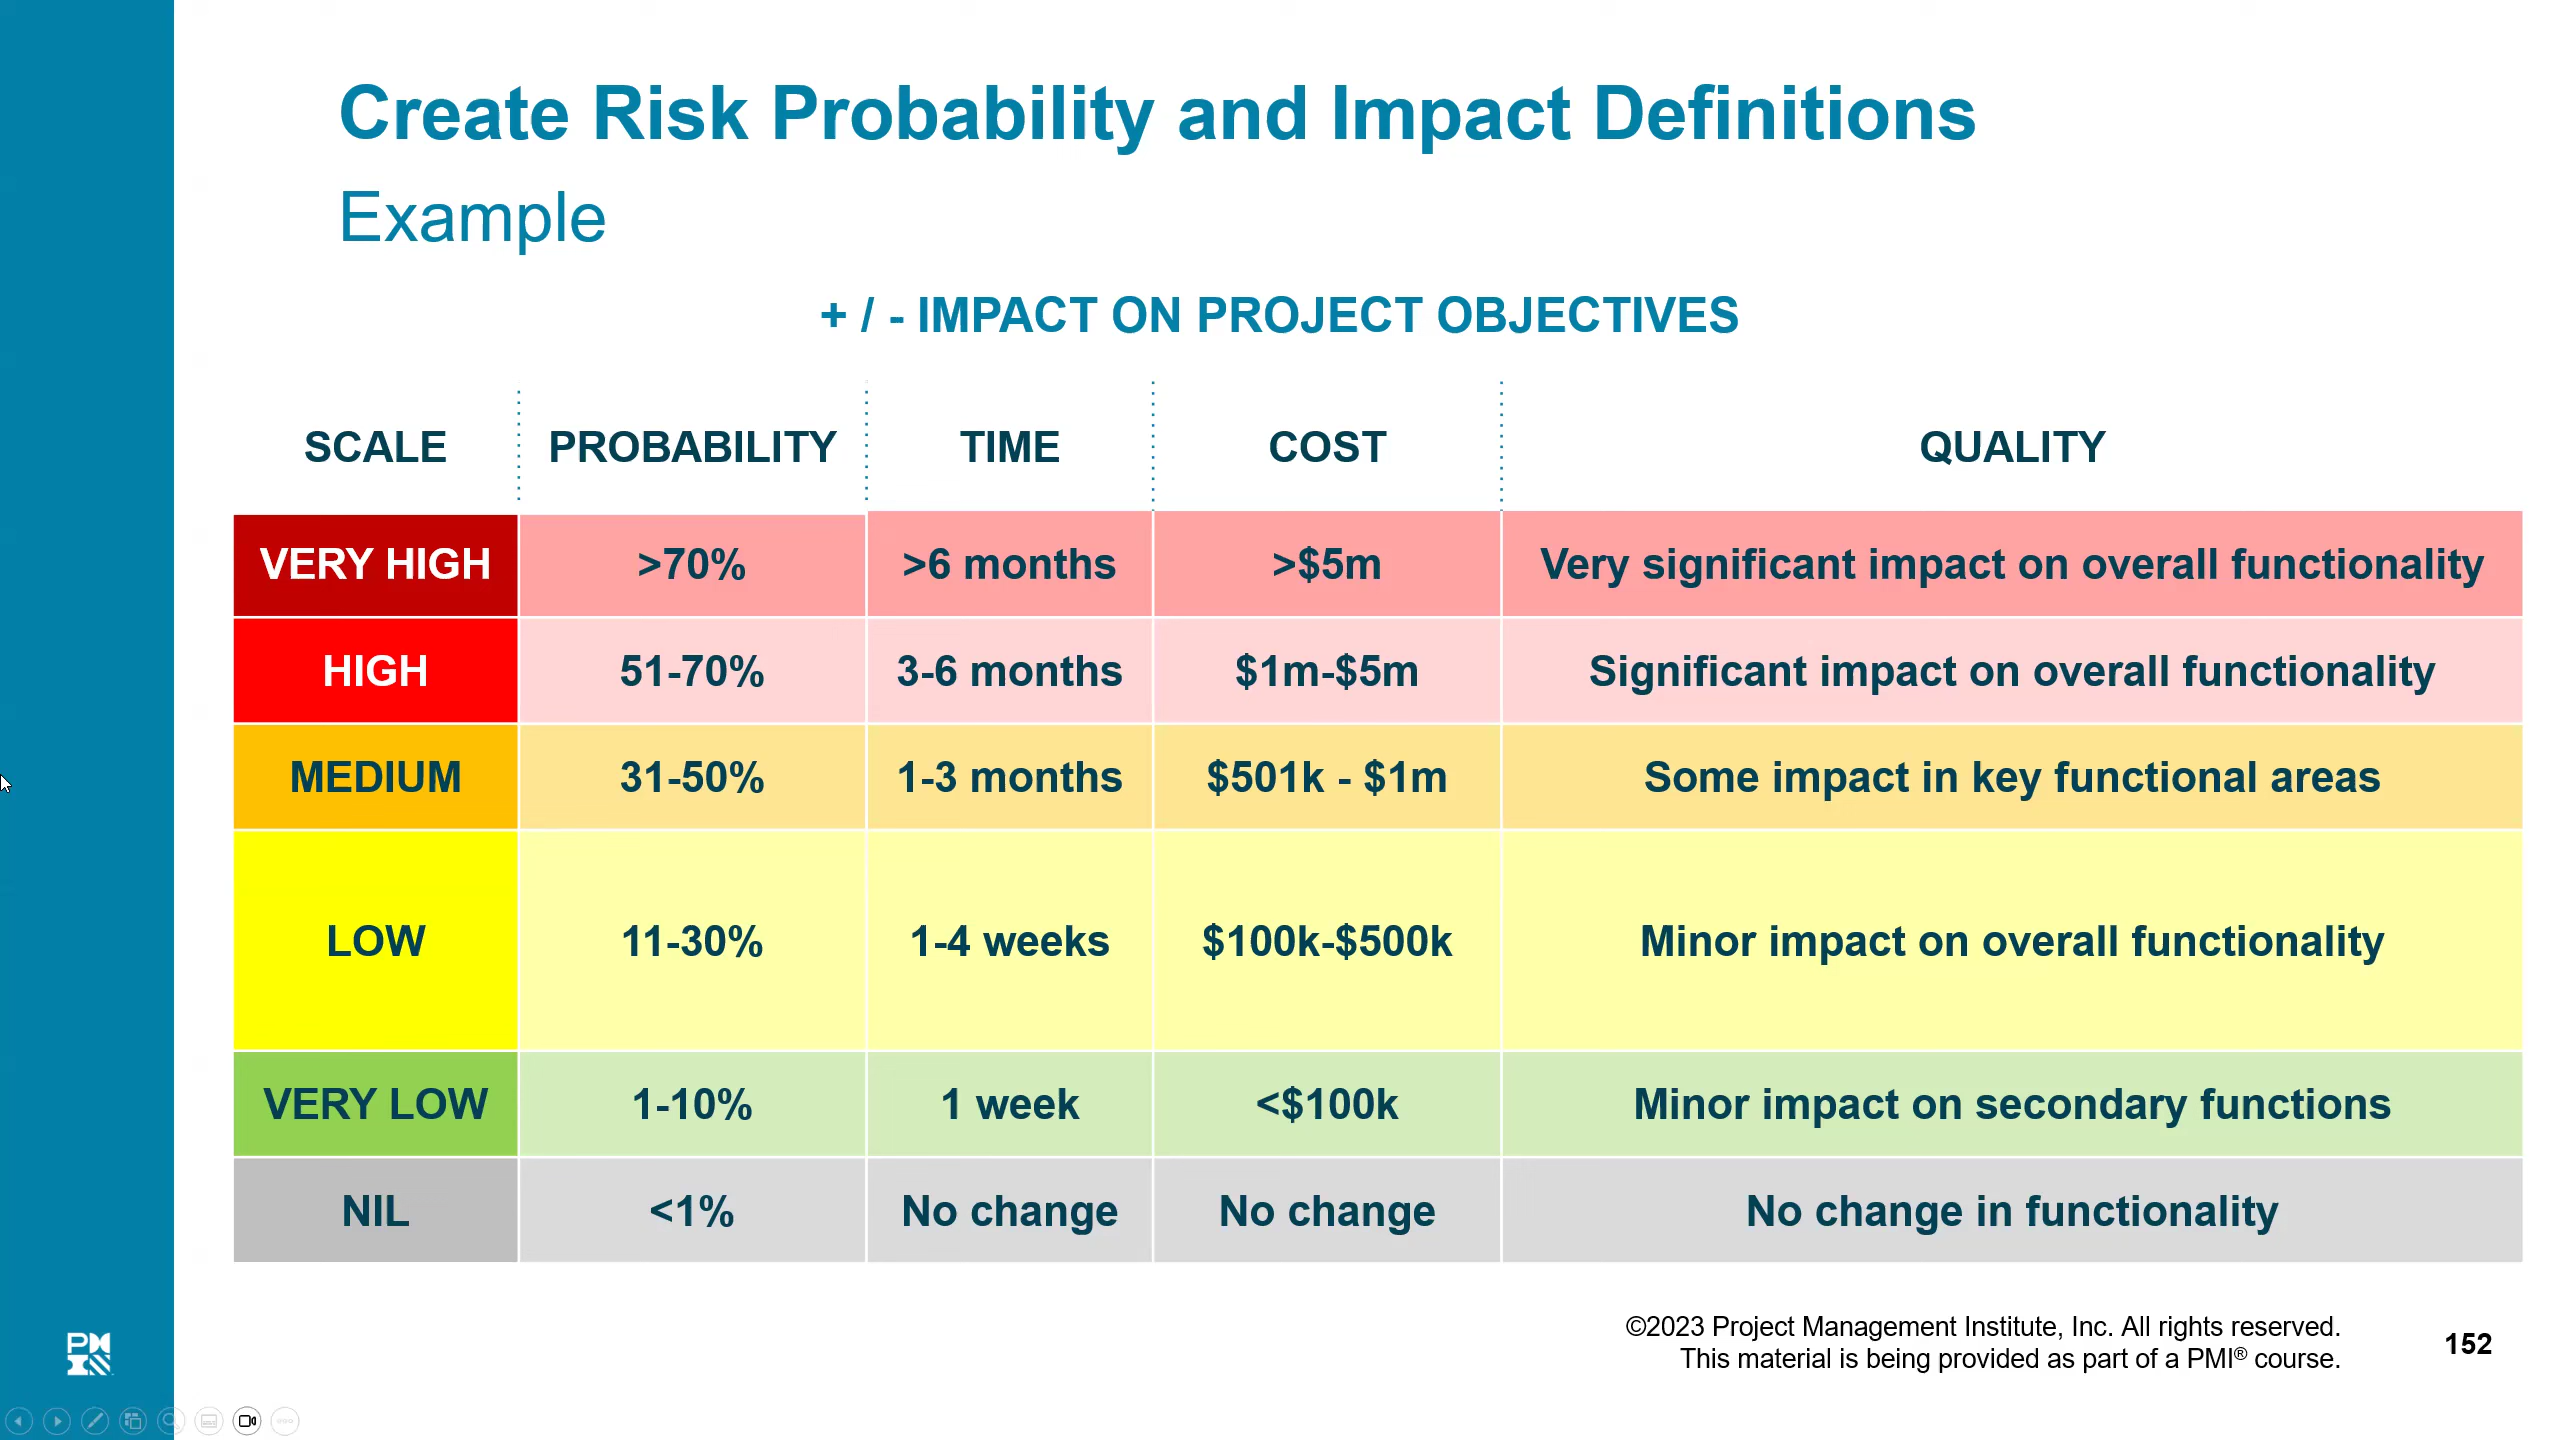 Create Risk Probability and Impact Definitions
Example
+ / - IMPACT ON PROJECT OBJECTIVES
SCALE PROBABILITY TIME COST QUALITY
VERY HIGH >70% >6 months >$5m Very significant impact on overall functionality
HIGH 51-70% 3-6 months $1m-$5m Significant impact on overall functionality
MEDIUM 31-50% 1-3 months $501k - $1m Some impact in key functional areas
LOW 11-30% 1-4 weeks $100k-$500k Minor impact on overall functionality
VERY LOW 1-10% 1 week <$100k Minor impact on secondary functions
NIL <1% No change No change No change in functionality
©2023 Project Management Institute, Inc. All rights reserved.
This material is being provided as part of a PMI® course.
152
PM